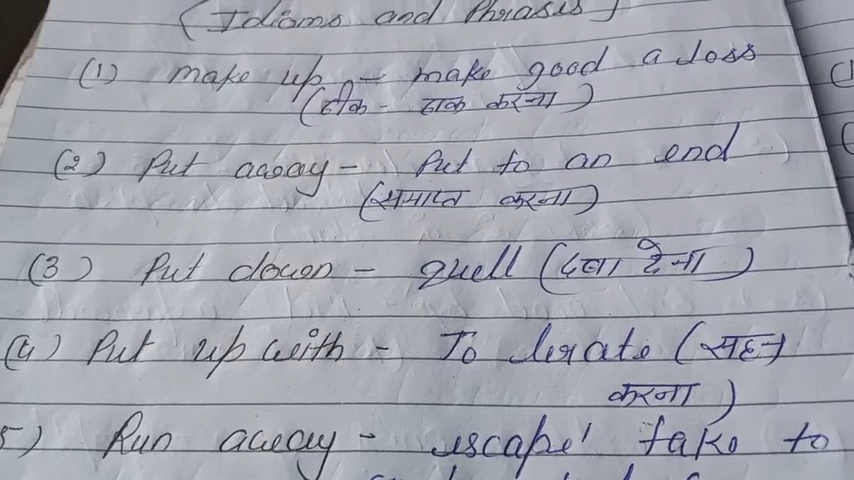 (Idioms and Phrases)
(1) make up - make good a loss
(ठीक - ठाक करना)
(2) Put away - Put to an end
(समाप्त करना)
(3) Put down - quell (दबा देना)
(4) Put up with - To lerate (सहन
करना)
5) Run away - escape' take to